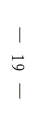 — 19 —